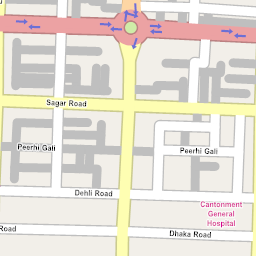 Sagar Road
Peerhi Gali
Peerhi Gali
Dehli Road
Cantonment
General
Hospital
Road
Dhaka Road